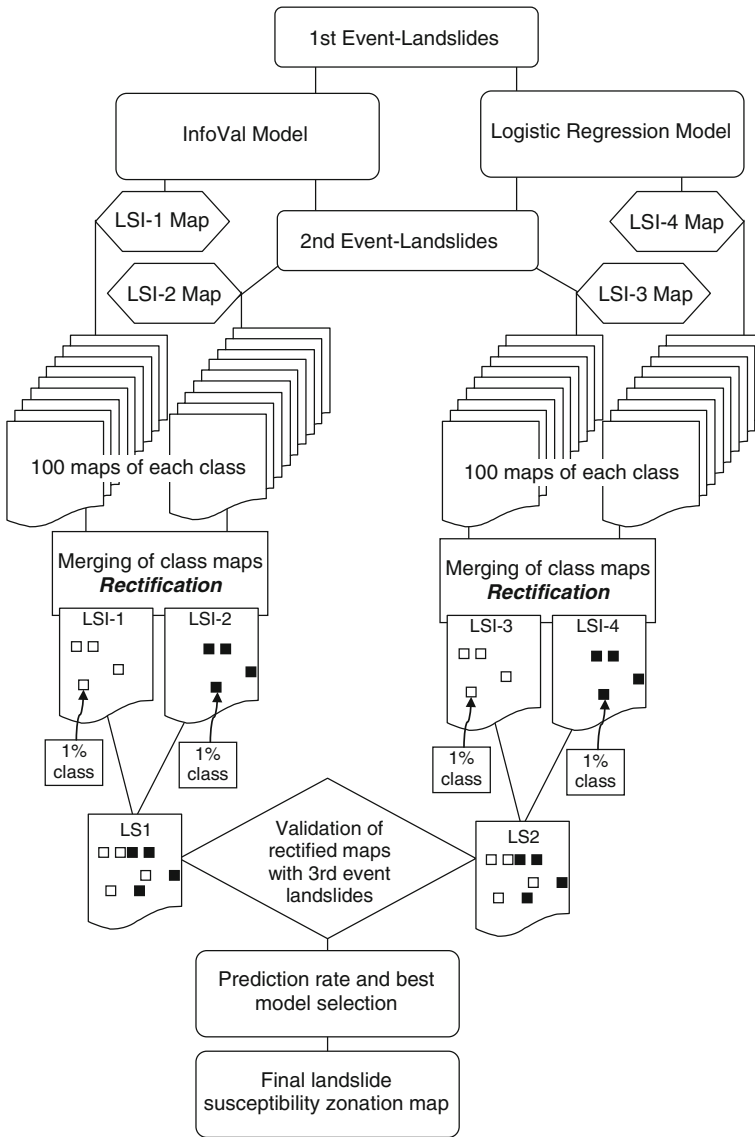 1st Event-Landslides
InfoVal Model
Logistic Regression Model
LSI-1 Map
2nd Event-Landslides
LSI-4 Map
LSI-2 Map
LSI-3 Map
100 maps of each class
100 maps of each class
Merging of class maps
Rectification
Merging of class maps
Rectification
LSI-1
LSI-2
LSI-3
LSI-4
1%
class
1%
class
1%
class
1%
class
LS1
Validation of
rectified maps
with 3rd event
landslides
LS2
Prediction rate and best
model selection
Final landslide
susceptibility zonation map